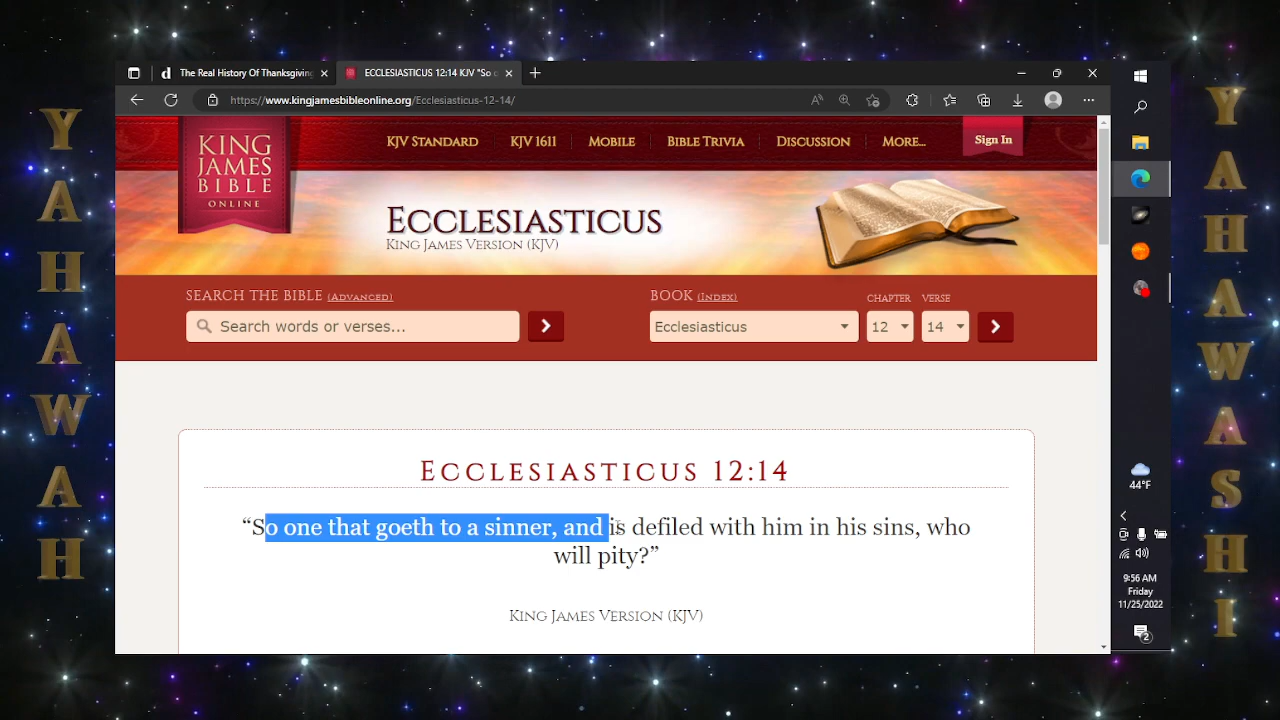 YAHAWAH
The Real History Of Thanksgiving
ECCLESIASTICUS 12:14 KJV "So o
https://www.kingjamesbibleonline.org/Ecclesiasticus-12-14/
KING
JAMES
BIBLE
ONLINE
KJV STANDARD
KJV 1611
MOBILE
BIBLE TRIVIA
DISCUSSION
MORE...
Sign In
ECCLESIASTICUS
KING JAMES VERSION (KJV)
SEARCH THE BIBLE (ADVANCED)
Search words or verses...
BOOK (INDEX)
CHAPTER
VERSE
Ecclesiasticus
12
14
ECCLESIASTICUS 12:14
“So one that goeth to a sinner, and is defiled with him in his sins, who
will pity?”
KING JAMES VERSION (KJV)
44°F
9:56 AM
Friday
11/25/2022
2
YAHAWASHI